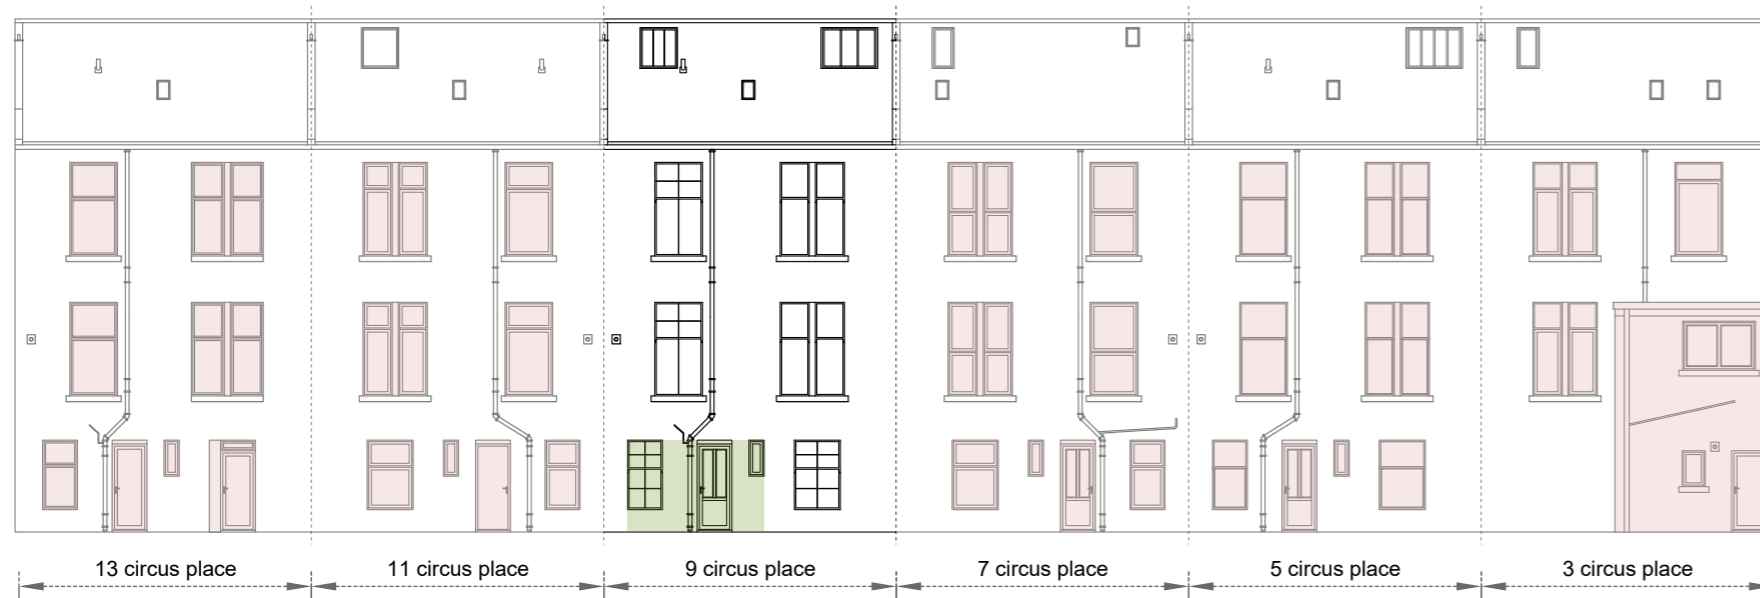 13 circus place
11 circus place
9 circus place
7 circus place
5 circus place
3 circus place